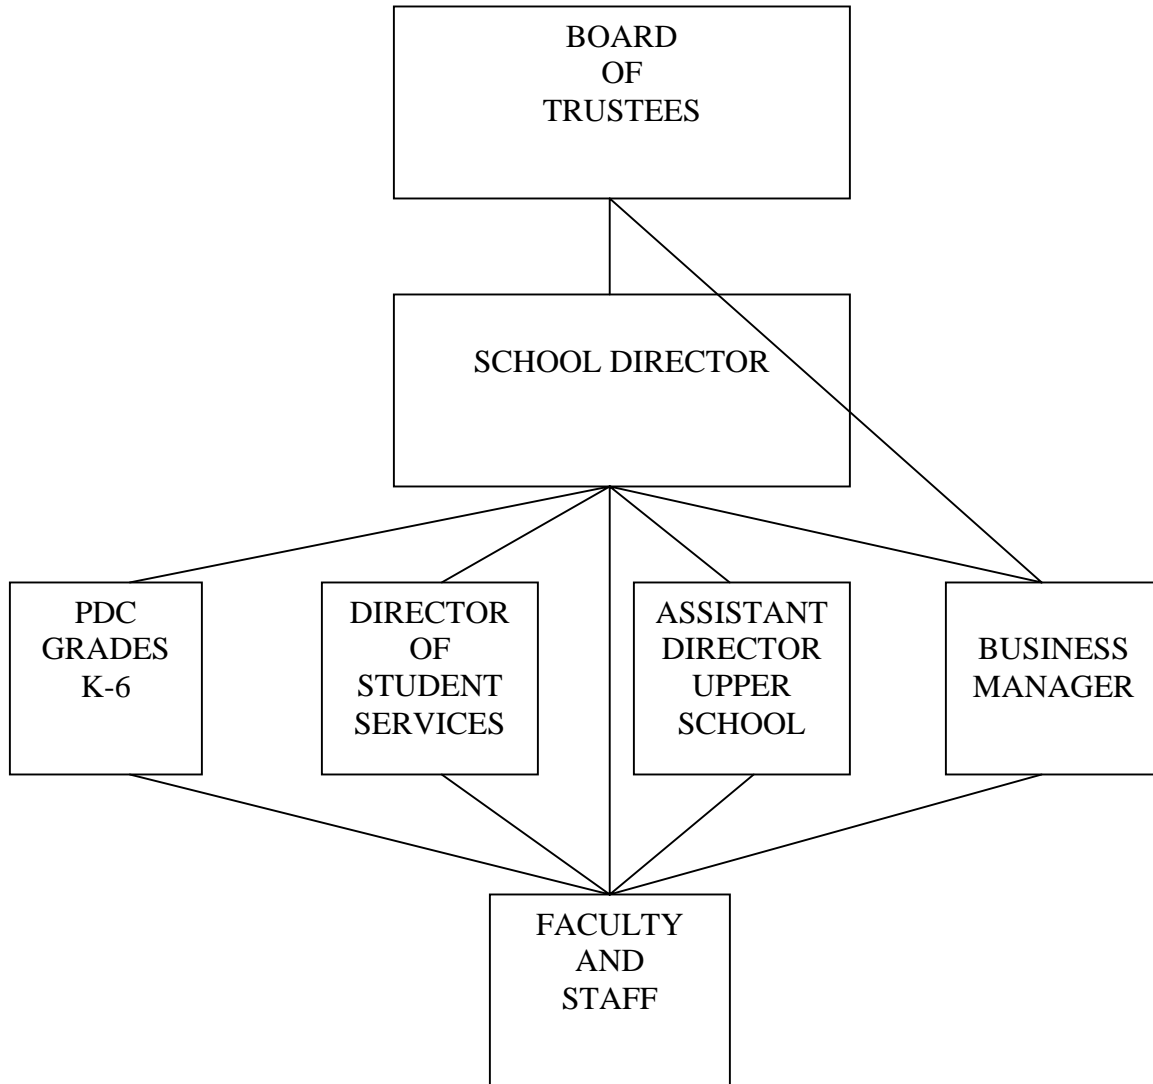 BOARD
OF
TRUSTEES
SCHOOL DIRECTOR
PDC
GRADES
K-6
DIRECTOR
OF
STUDENT
SERVICES
ASSISTANT
DIRECTOR
UPPER
SCHOOL
BUSINESS
MANAGER
FACULTY
AND
STAFF